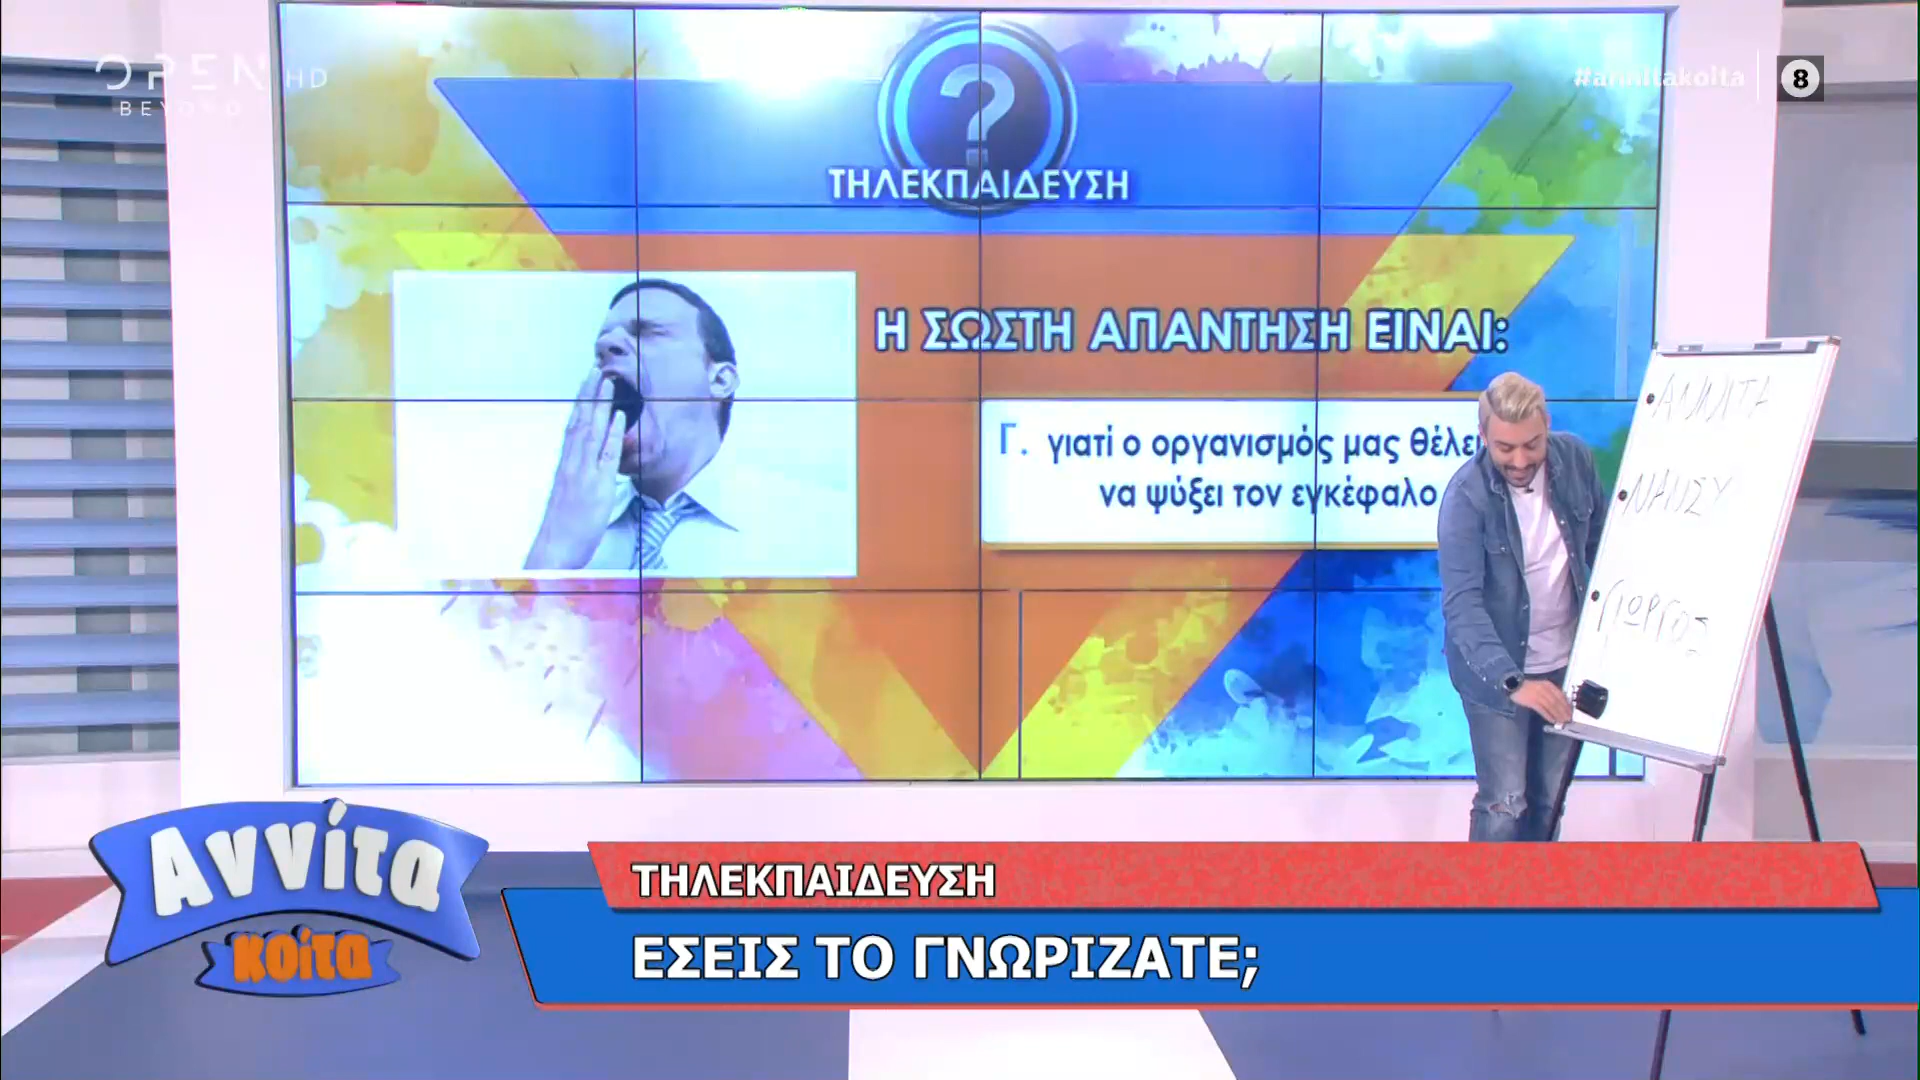 OPEN HD
BEYOND
#annitakoita
8
?
ΤΗΛΕΚΠΑΙΔΕΥΣΗ
Η ΣΩΣΤΗ ΑΠΑΝΤΗΣΗ ΕΙΝΑΙ:
Γ. γιατί ο οργανισμός μας θέλει
να ψύξει τον εγκέφαλο
ΑΝΝΙΤΑ
ΝΑΝΣΥ
ΓΙΩΡΓΟΣ
Αννίτα
κοίτα
ΤΗΛΕΚΠΑΙΔΕΥΣΗ
ΕΣΕΙΣ ΤΟ ΓΝΩΡΙΖΑΤΕ;